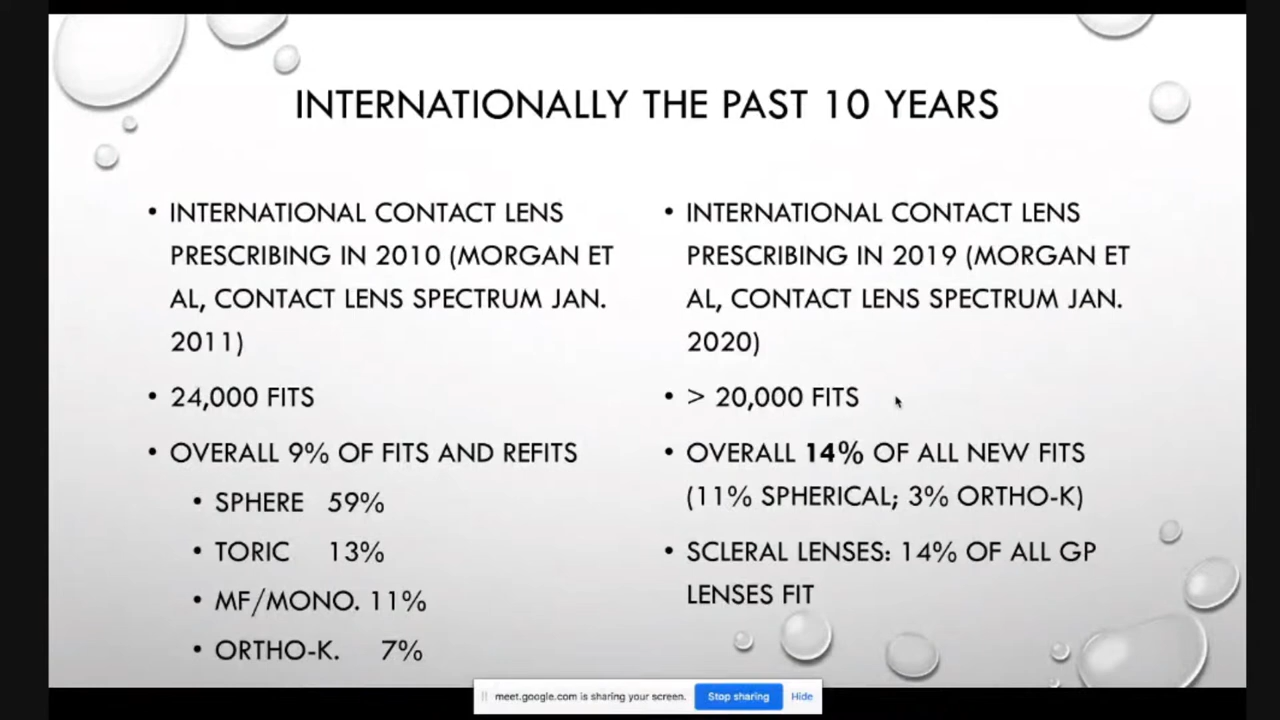 INTERNATIONALLY THE PAST 10 YEARS
• INTERNATIONAL CONTACT LENS
PRESCRIBING IN 2010 (MORGAN ET
AL, CONTACT LENS SPECTRUM JAN.
2011)
• 24,000 FITS
• OVERALL 9% OF FITS AND REFITS
• SPHERE 59%
• TORIC 13%
• MF/MONO. 11%
• ORTHO-K. 7%
• INTERNATIONAL CONTACT LENS
PRESCRIBING IN 2019 (MORGAN ET
AL, CONTACT LENS SPECTRUM JAN.
2020)
• > 20,000 FITS
• OVERALL 14% OF ALL NEW FITS
(11% SPHERICAL; 3% ORTHO-K)
• SCLERAL LENSES: 14% OF ALL GP
LENSES FIT
meet.google.com is sharing your screen. Stop sharing Hide